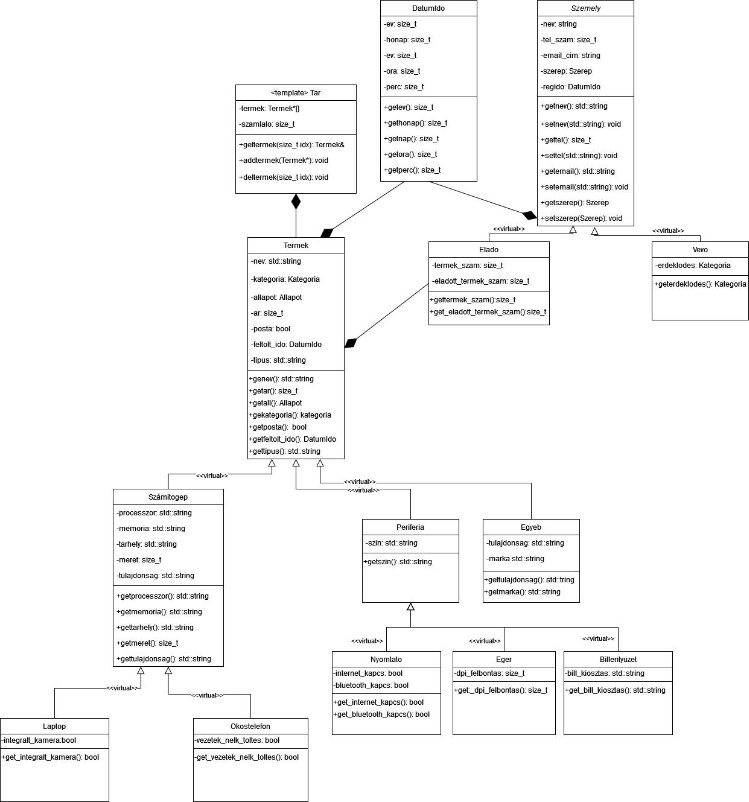 DatumIdo
-ev: size_t
-honap: size_t
-ev: size_t
-ora: size_t
-perc: size_t
+getev(): size_t
+gethonap(): size_t
+getnap(): size_t
+getora(): size_t
+getperc(): size_t
Szemely
-nev: string
-tel_szam: size_t
-email_cim: string
-szerep: Szerep
-regido: DatumIdo
+getnev(): std::string
+setnev(std::string): void
+gettel(): size_t
+settel(std::string): void
+getemail(): std::string
+setemail(std::string): void
+getszerep(): Szerep
+setszerep(Szerep): void
<template> Tar
-termek: Termek*[]
-szamlalo: size_t
+gettermek(size_t idx): Termek&
+addtermek(Termek*): void
+deltermek(size_t idx): void
<<virtual>>
<<virtual>>
Termek
-nev: std::string
-kategoria: Kategoria
-allapot: Allapot
-ar: size_t
-posta: bool
-feltolt_ido: DatumIdo
-tipus: std::string
+genev(): std::string
+getar(): size_t
+getall(): Allapot
+gekategoria(): kategoria
+getposta(): bool
+getfeltolt_ido(): DatumIdo
+gettipus(): std::string
Elado
-termek_szam: size_t
-eladott_termek_szam: size_t
+gettermek_szam():size_t
+get_eladott_termek_szam():size_t
Vevo
-erdeklodes: Kategoria
+geterdeklodes(): Kategoria
<<virtual>>
<<virtual>>
<<virtual>>
Számítogep
-processzor: std::string
-memoria: std::string
-tarhely: std::string
-meret: size_t
-tulajdonsag: std::string
+getprocesszor(): std::string
+getmemoria(): std::string
+gettarhely(): std::string
+getmeret(): size_t
+gettulajdonsag(): std::string
Periferia
-szin: std::string
+getszin(): std::string
Egyeb
-tulajdonsag: std::string
-marka std::string
+gettulajdonsag(): std:tring
+getmarka(): std::string
<<virtual>>
<<virtual>>
<<virtual>>
Nyomtato
-internet_kapcs: bool
-bluetooth_kapcs: bool
+get_internet_kapcs(): bool
+get_bluetooth_kapcs(): bool
Eger
-dpi_felbontas: size_t
+get:_dpi_felbontas(): size_t
Billentyuzet
-bill_kiosztas: std::string
+get_bill_kiosztas(): std::string
<<virtual>>
<<virtual>>
Laptop
-integralt_kamera:bool
+get_integralt_kamera(): bool
Okostelefon
-vezetek_nelk_toltes: bool
-get_vezetek_nelk_toltes(): bool